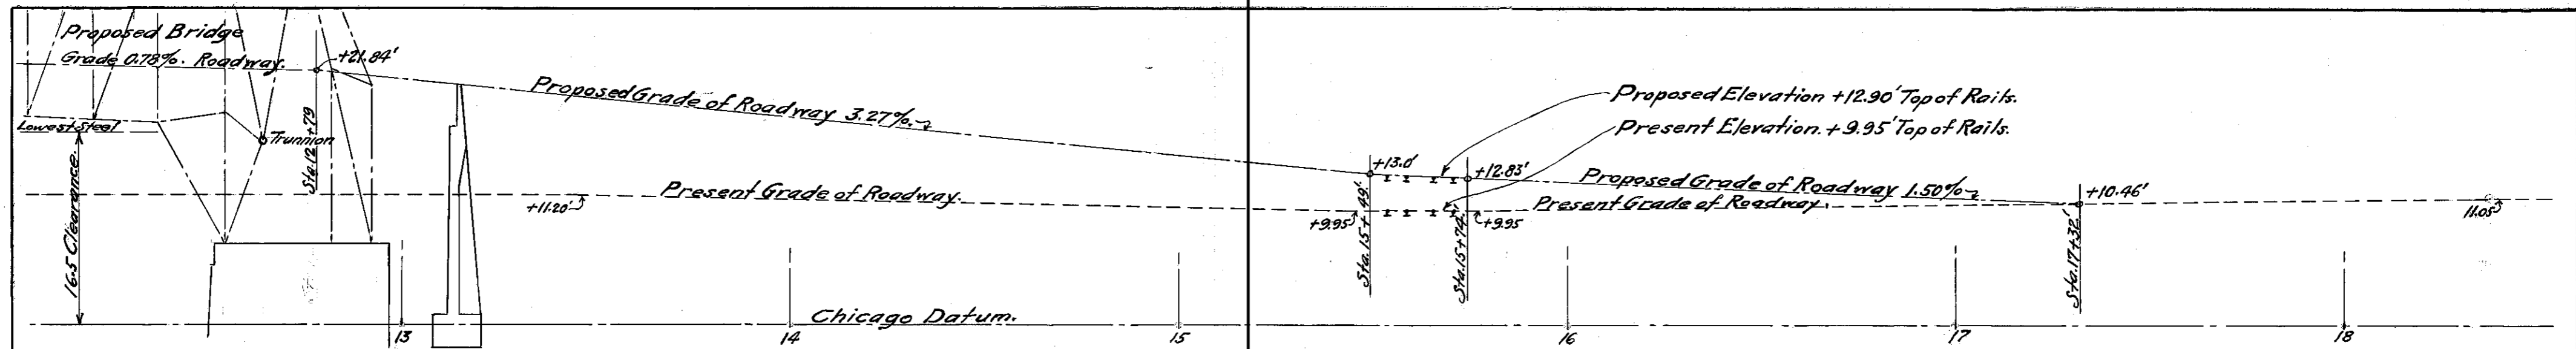 Proposed Bridge
Grade 0.78%. Roadway.
+21.84'
Proposed Grade of Roadway 3.27%.
Proposed Elevation +12.90' Top of Rails.
Present Elevation. +9.95' Top of Rails.
Lowest Steel
Trunnion
Sta.12+79
16.5 Clearance.
Present Grade of Roadway.
+11.20'
+13.0'
+12.83'
Proposed Grade of Roadway 1.50%
Present Grade of Roadway.
+10.46'
11.05
+9.95'
+9.95
Sta.15+49'
Sta.15+74.
Sta.17+32'
Chicago Datum.
13
14
15
16
17
18